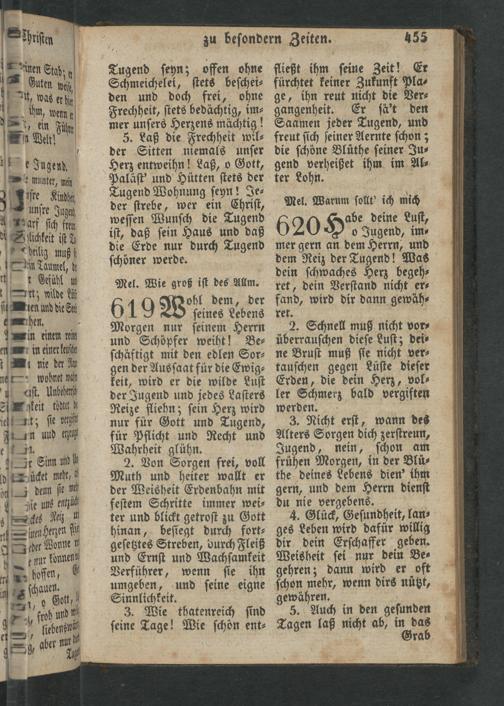 Christen
zu besondern Zeiten. 455
Tugend seyn; offen ohne
Schmeichelei, stets beschei-
den und doch frei, ohne
Frechheit, stets bedächtig, im-
mer unsers Herzens mächtig!
5. Laß die Frechheit wil-
der Sitten niemals unser
Herz entweihn! Laß, o Gott,
Paläst' und Hütten stets der
Tugend Wohnung seyn! Je-
der strebe, wer ein Christ,
wessen Wunsch die Tugend
ist, daß sein Haus und daß
die Erde nur durch Tugend
schöner werde.
Mel. Wie groß ist des Allm.
619 Wohl dem, der
seines Lebens
Morgen nur seinem Herrn
und Schöpfer weiht! Be-
schäftigt mit den edlen Sor-
gen der Aussaat für die Ewig-
keit, wird er die wilde Lust
der Jugend und jedes Lasters
Reize fliehn; sein Herz wird
nur für Gott und Tugend,
für Pflicht und Recht und
Wahrheit glühn.
2. Von Sorgen frei, voll
Muth und heiter wallt er
der Weisheit Erdenbahn mit
festem Schritte immer wei-
ter und blickt getrost zu Gott
hinan, besiegt durch fort-
gesetztes Streben, durch Fleiß
und Ernst und Wachsamkeit
Verführer, wenn sie ihn
umgeben, und seine eigne
Sinnlichkeit.
3. Wie thatenreich sind
seine Tage! Wie schön ent-
fließt ihm seine Zeit! Er
fürchtet keiner Zukunft Pla-
ge, ihn reut nicht die Ver-
gangenheit. Er sä't den
Saamen jeder Tugend, und
freut sich seiner Aernte schon;
die schöne Blüthe seiner Ju-
gend verheißet ihm im Al-
ter Lohn.
Mel. Warum sollt' ich mich
620 Habe deine Lust,
o Jugend, im-
mer gern an dem Herrn, und
dem Reiz der Tugend! Was
dein schwaches Herz begeh-
ret, dein Verstand nicht er-
fand, wird dir dann gewäh-
ret.
2. Schnell muß nicht vor-
überrauschen diese Lust; dei-
ne Brust muß sie nicht ver-
tauschen gegen Lüste dieser
Erden, die dein Herz, vol-
ler Schmerz bald vergiften
werden.
3. Nicht erst, wann des
Alters Sorgen dich zerstreun,
Jugend, nein, schon am
frühen Morgen, in der Blü-
the deines Lebens dien' ihm
gern, und dem Herrn dienst
du nie vergebens.
4. Glück, Gesundheit, lan-
ges Leben wird dafür willig
dir dein Erschaffer geben.
Weisheit sei nur dein Be-
gehren; dann wird er oft
schon mehr, wenn dirs nützt,
gewähren.
5. Auch in den gesunden
Tagen laß nicht ab, in das
Grab